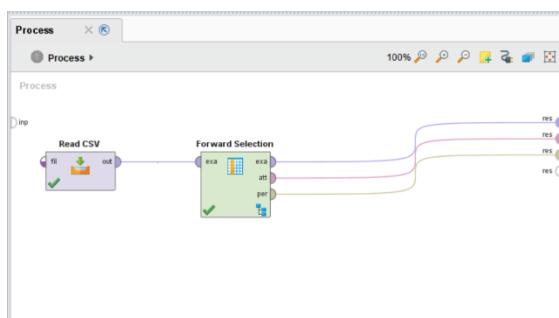 Process
Process
100%
Process
inp
res
res
res
res
Read CSV
Forward Selection
fil
out
exa
exa
att
per